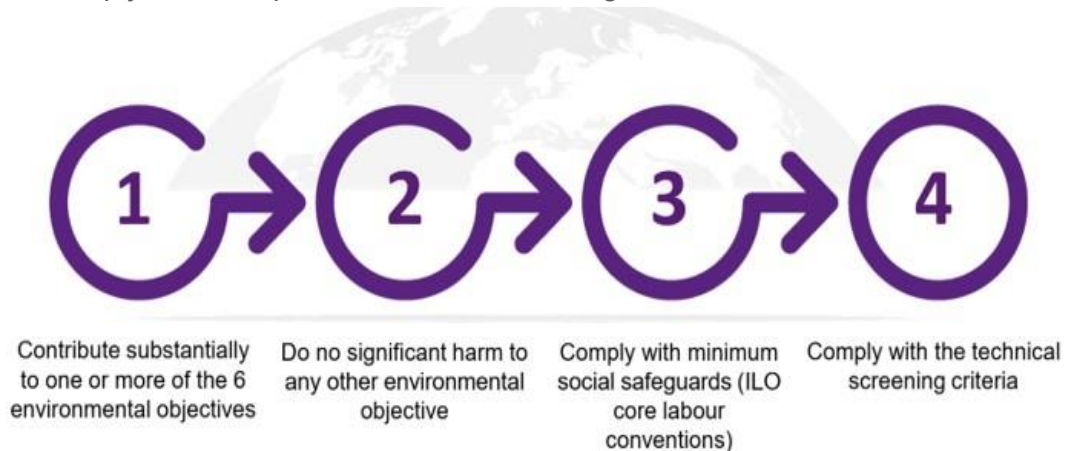 1
2
3
4
Contribute substantially
to one or more of the 6
environmental objectives
Do no significant harm to
any other environmental
objective
Comply with minimum
social safeguards (ILO
core labour
conventions)
Comply with the technical
screening criteria